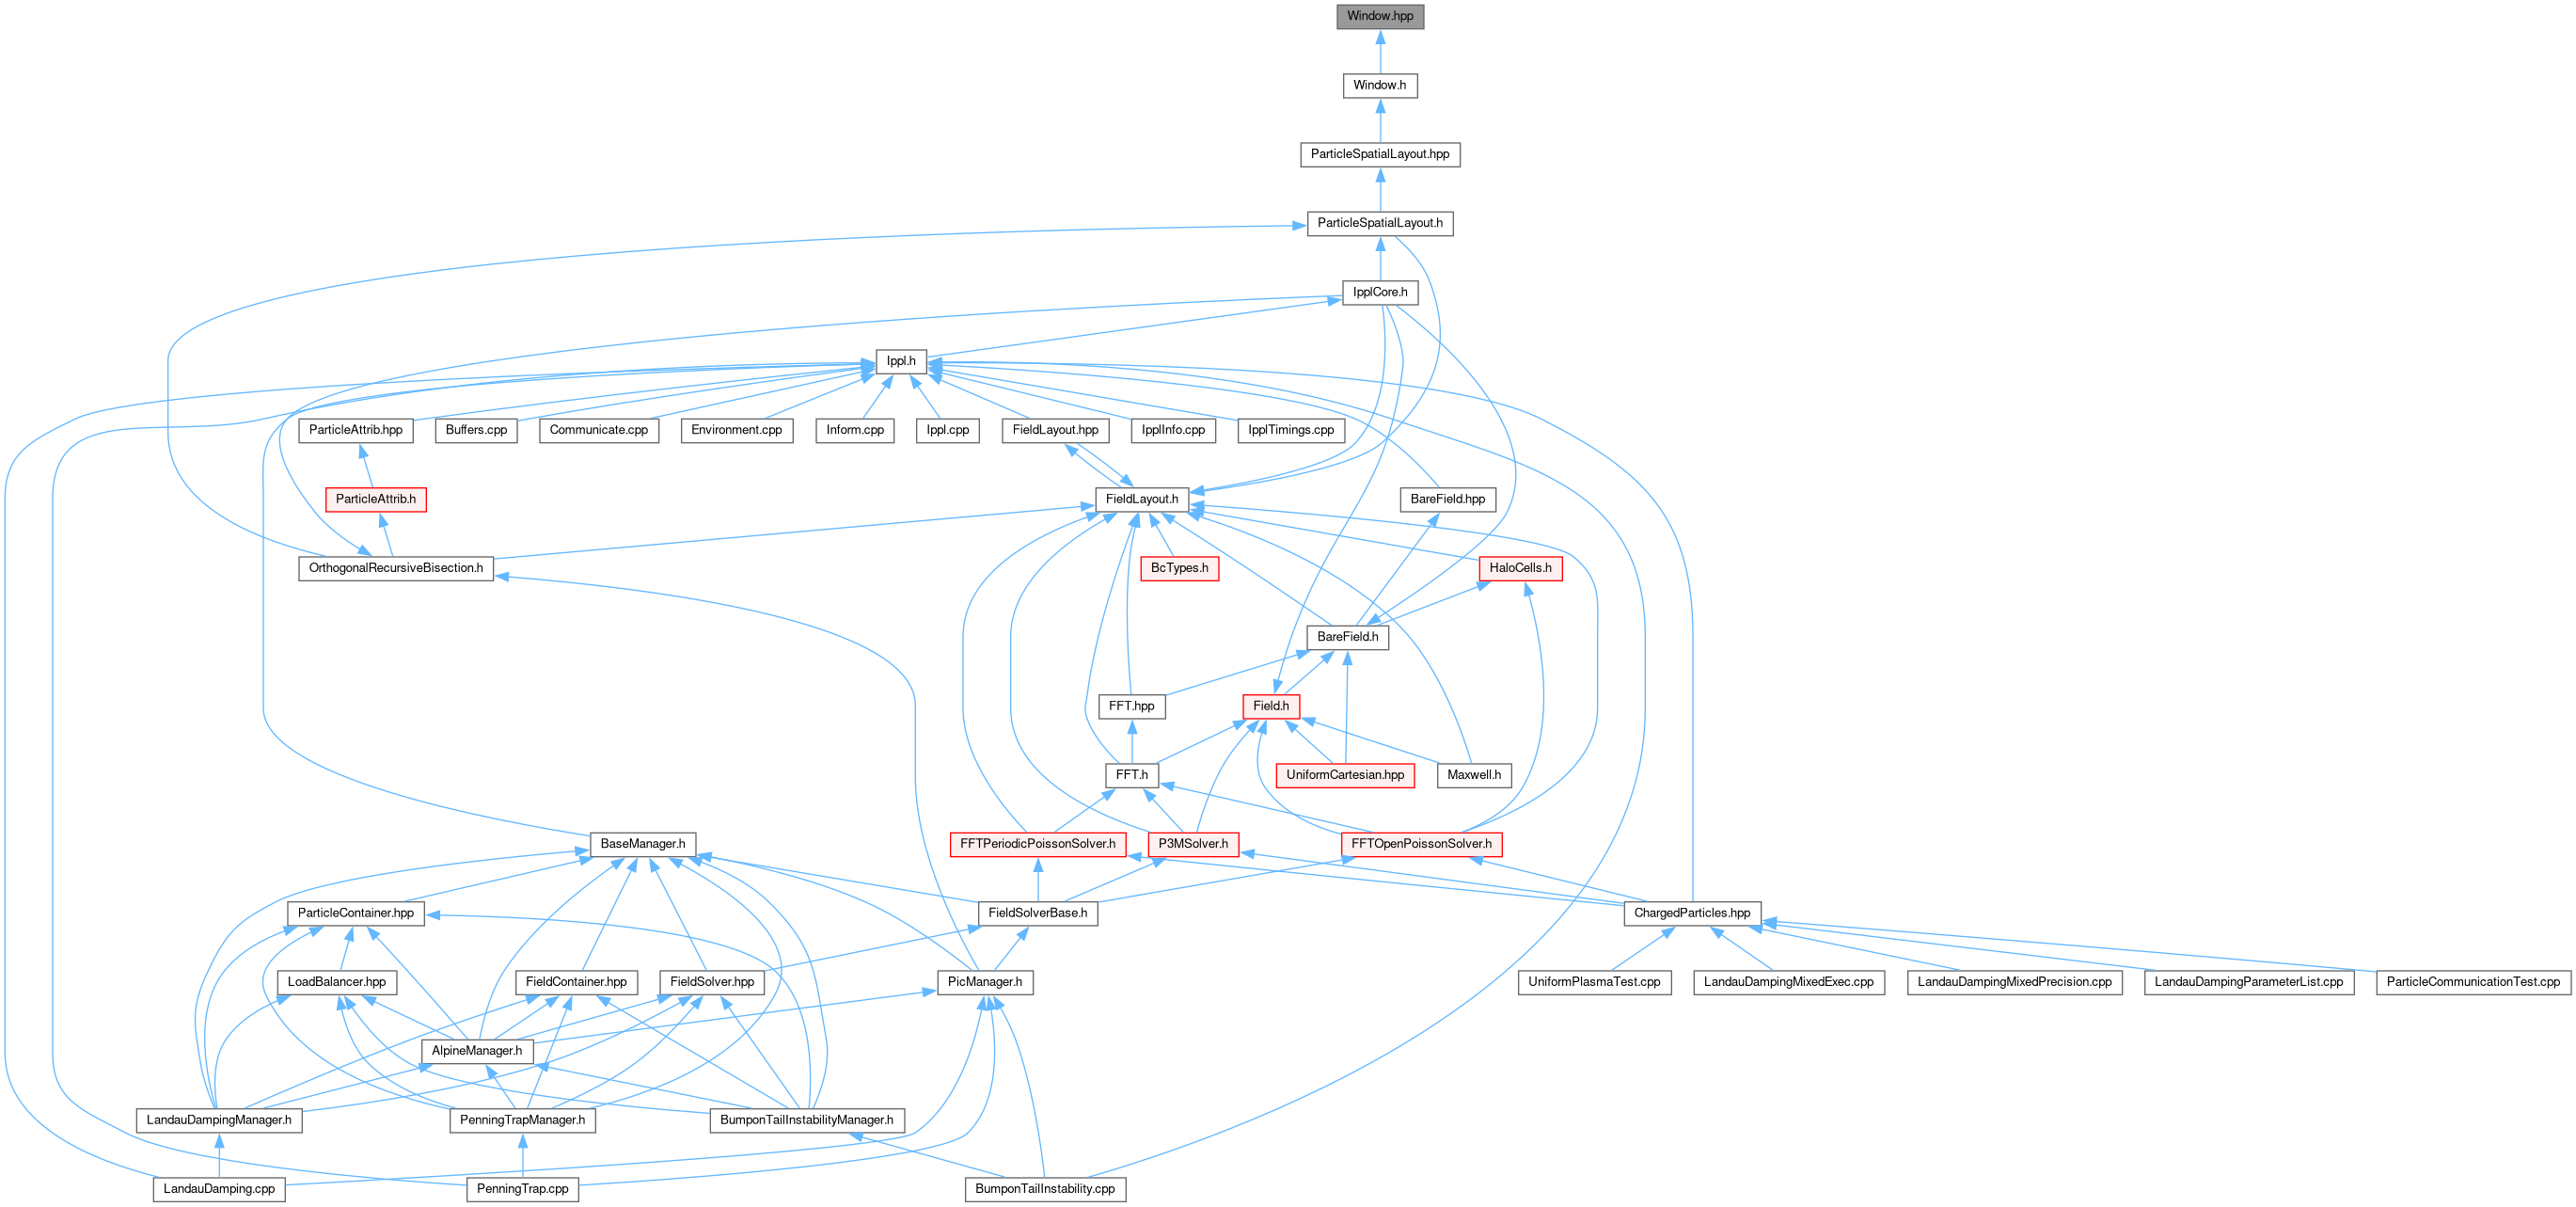 Window.hpp
Window.h
ParticleSpatialLayout.hpp
ParticleSpatialLayout.h
IpplCore.h
Ippl.h
ParticleAttrib.hpp
Buffers.cpp
Communicate.cpp
Environment.cpp
Inform.cpp
Ippl.cpp
FieldLayout.hpp
IpplInfo.cpp
IpplTimings.cpp
ParticleAttrib.h
FieldLayout.h
BareField.hpp
OrthogonalRecursiveBisection.h
BcTypes.h
HaloCells.h
BareField.h
FFT.hpp
Field.h
FFT.h
UniformCartesian.hpp
Maxwell.h
BaseManager.h
FFTPeriodicPoissonSolver.h
P3MSolver.h
FFTOpenPoissonSolver.h
ParticleContainer.hpp
FieldSolverBase.h
ChargedParticles.hpp
LoadBalancer.hpp
FieldContainer.hpp
FieldSolver.hpp
PicManager.h
UniformPlasmaTest.cpp
LandauDampingMixedExec.cpp
LandauDampingMixedPrecision.cpp
LandauDampingParameterList.cpp
ParticleCommunicationTest.cpp
AlpineManager.h
LandauDampingManager.h
PenningTrapManager.h
BumponTailInstabilityManager.h
LandauDamping.cpp
PenningTrap.cpp
BumponTailInstability.cpp